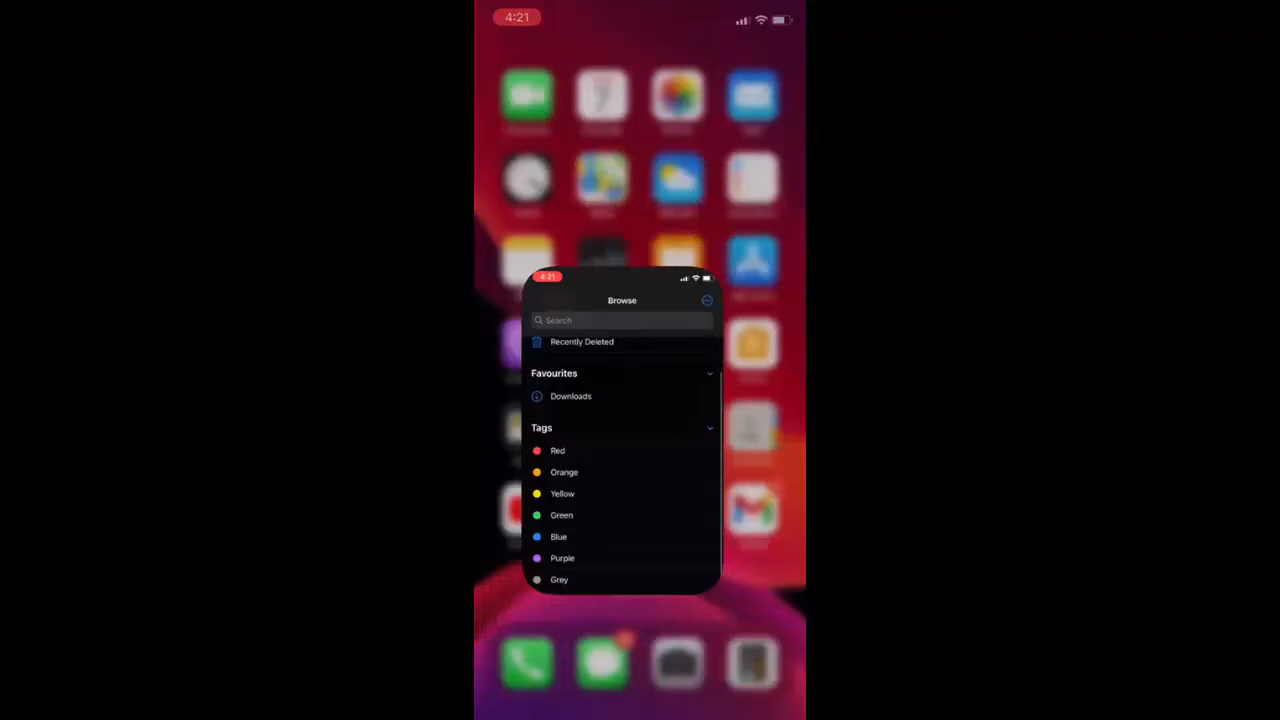 4:21
4:21
Browse
Search
Recently Deleted
Favourites
Downloads
Tags
Red
Orange
Yellow
Green
Blue
Purple
Grey